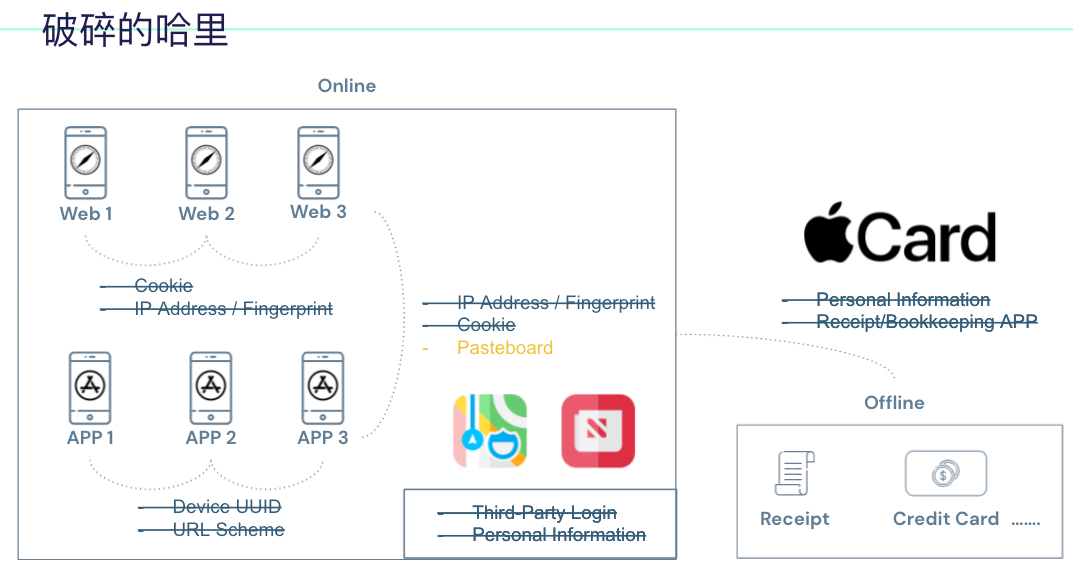 破碎的哈里
Online
Web 1
Web 2
Web 3
- Cookie
- IP Address / Fingerprint
- IP Address / Fingerprint
- Cookie
- Pasteboard
APP 1
APP 2
APP 3
- Device UUID
- URL Scheme
- Third-Party Login
- Personal Information
Card
- Personal Information
- Receipt/Bookkeeping APP
Offline
Receipt
Credit Card .......